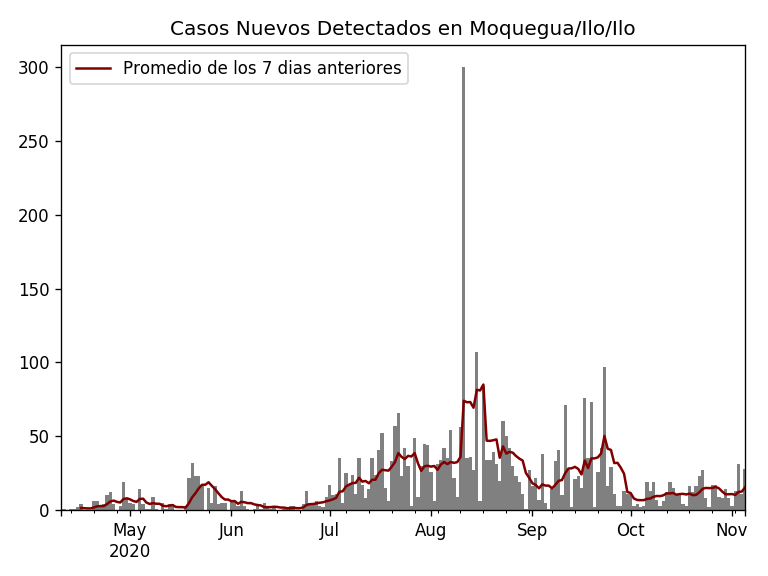 Casos Nuevos Detectados en Moquegua/Ilo/Ilo
Promedio de los 7 dias anteriores
300
250
200
150
100
50
0
May Jun Jul Aug Sep Oct Nov
2020